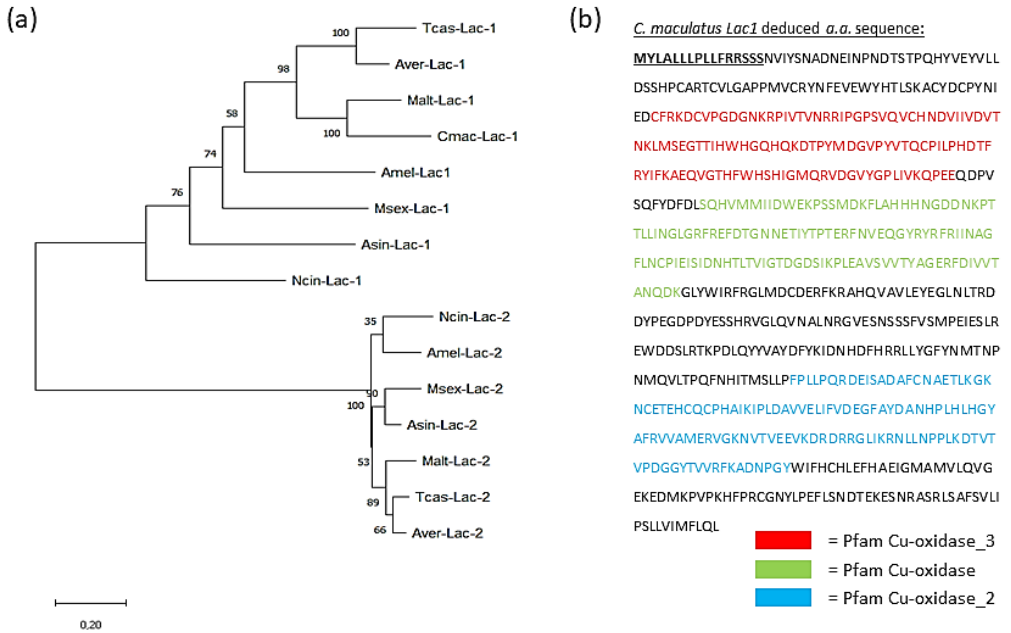 (a)
100
Tcas-Lac-1
98
Aver-Lac-1
58
Malt-Lac-1
100
Cmac-Lac-1
74
Amel-Lac1
76
Msex-Lac-1
Asin-Lac-1
Ncin-Lac-1
35
Ncin-Lac-2
Amel-Lac-2
90
Msex-Lac-2
100
Asin-Lac-2
53
Malt-Lac-2
89
Tcas-Lac-2
66
Aver-Lac-2
0,20
(b)
C. maculatus Lac1 deduced a.a. sequence:
MYLALLLPLLFRRSSSNVIYSNADNEINPNDTSTPQHYVEYVLL
DSSHPCARTCVLGAPPMVCRYNFEVEWYHTLSKACYDCPYNI
EDCFRKDCVPGDGNKRPIVTVNRRIPGPSVQVCHNDVIIVDVT
NKLMSEGTTIHWHGQHQKDTPYMDGVPYVTQCPILPHDTF
RYIFKAEQVGTHFWHSHIGMQRVDGVYGPLIVKQPEEQDPV
SQFYDFDLSQHVMMIIDWEKPSSMDKFLAHHHNGDDNKPT
TLLINGLGRFREFDTGNNETIYTPTERFNVEQGYRYRFRIINAG
FLNCPIEISIDNHTLTVIGTDGDSIKPLEAVSVVTYAGERFDIVVT
ANQDKGLYWIRFRGLMDCDERFKRAHQVAVLEYEGLNLTRD
DYPEGDPDYESSHRVGLQVNALNRGVESNSSSFVSMPEIESLR
EWDDSLRTKPDLQYYVAYDFYKIDNHDFHRRLLYGFYNMTNP
NMQVLTPQFNHITMSLLPFPLLPQRDEISADAFCNAETLKGK
NCETEHCQCPHAIKIPLDAVVELIFVDEGFAYDANHPLHLHGY
AFRVVAMERVGKNVTVEEVKDRDRRGLIKRNLLNPPLKDTVT
VPDGGYTVVRFKADNPGYWIFHCHLEFHAEIGMAMVLQVG
EKEDMKPVPKHFPRCGNYLPEFLSNDTEKESNRASRLSAFSVLI
PSLLVIMFLQL
= Pfam Cu-oxidase_3
= Pfam Cu-oxidase
= Pfam Cu-oxidase_2